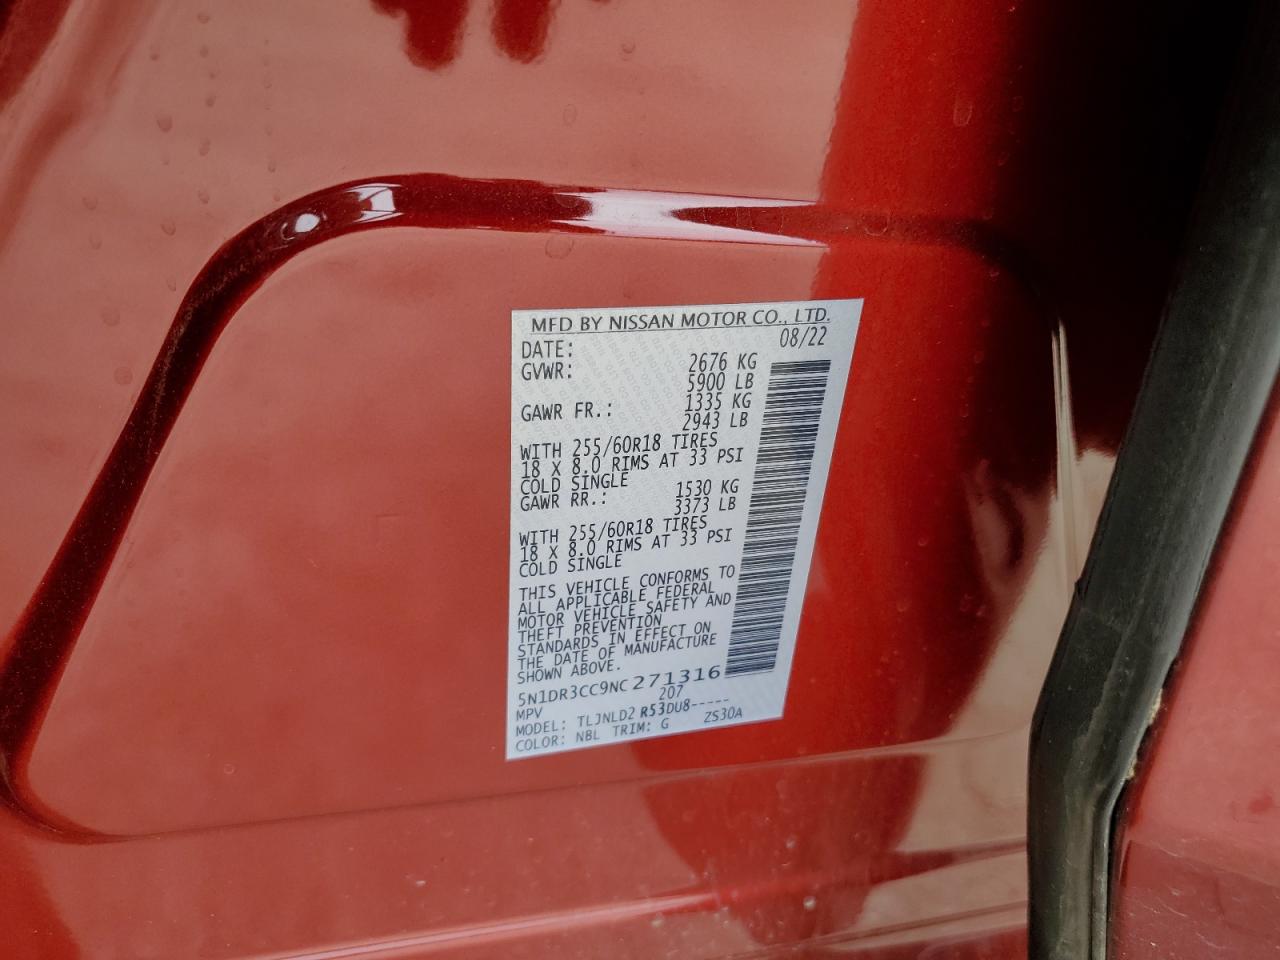 MFD BY NISSAN MOTOR CO., LTD.
DATE: 08/22
GVWR: 2676 KG
5900 LB
GAWR FR.: 1335 KG
2943 LB
WITH 255/60R18 TIRES
18 X 8.0 RIMS AT 33 PSI
COLD SINGLE
GAWR RR.: 1530 KG
3373 LB
WITH 255/60R18 TIRES
18 X 8.0 RIMS AT 33 PSI
COLD SINGLE
THIS VEHICLE CONFORMS TO
ALL APPLICABLE FEDERAL
MOTOR VEHICLE SAFETY AND
THEFT PREVENTION
STANDARDS IN EFFECT ON
THE DATE OF MANUFACTURE
SHOWN ABOVE.
5N1DR3CC9NC271316
MPV 207
MODEL: TLJNLD2 R53DU8-----
COLOR: NBL TRIM: G ZS30A